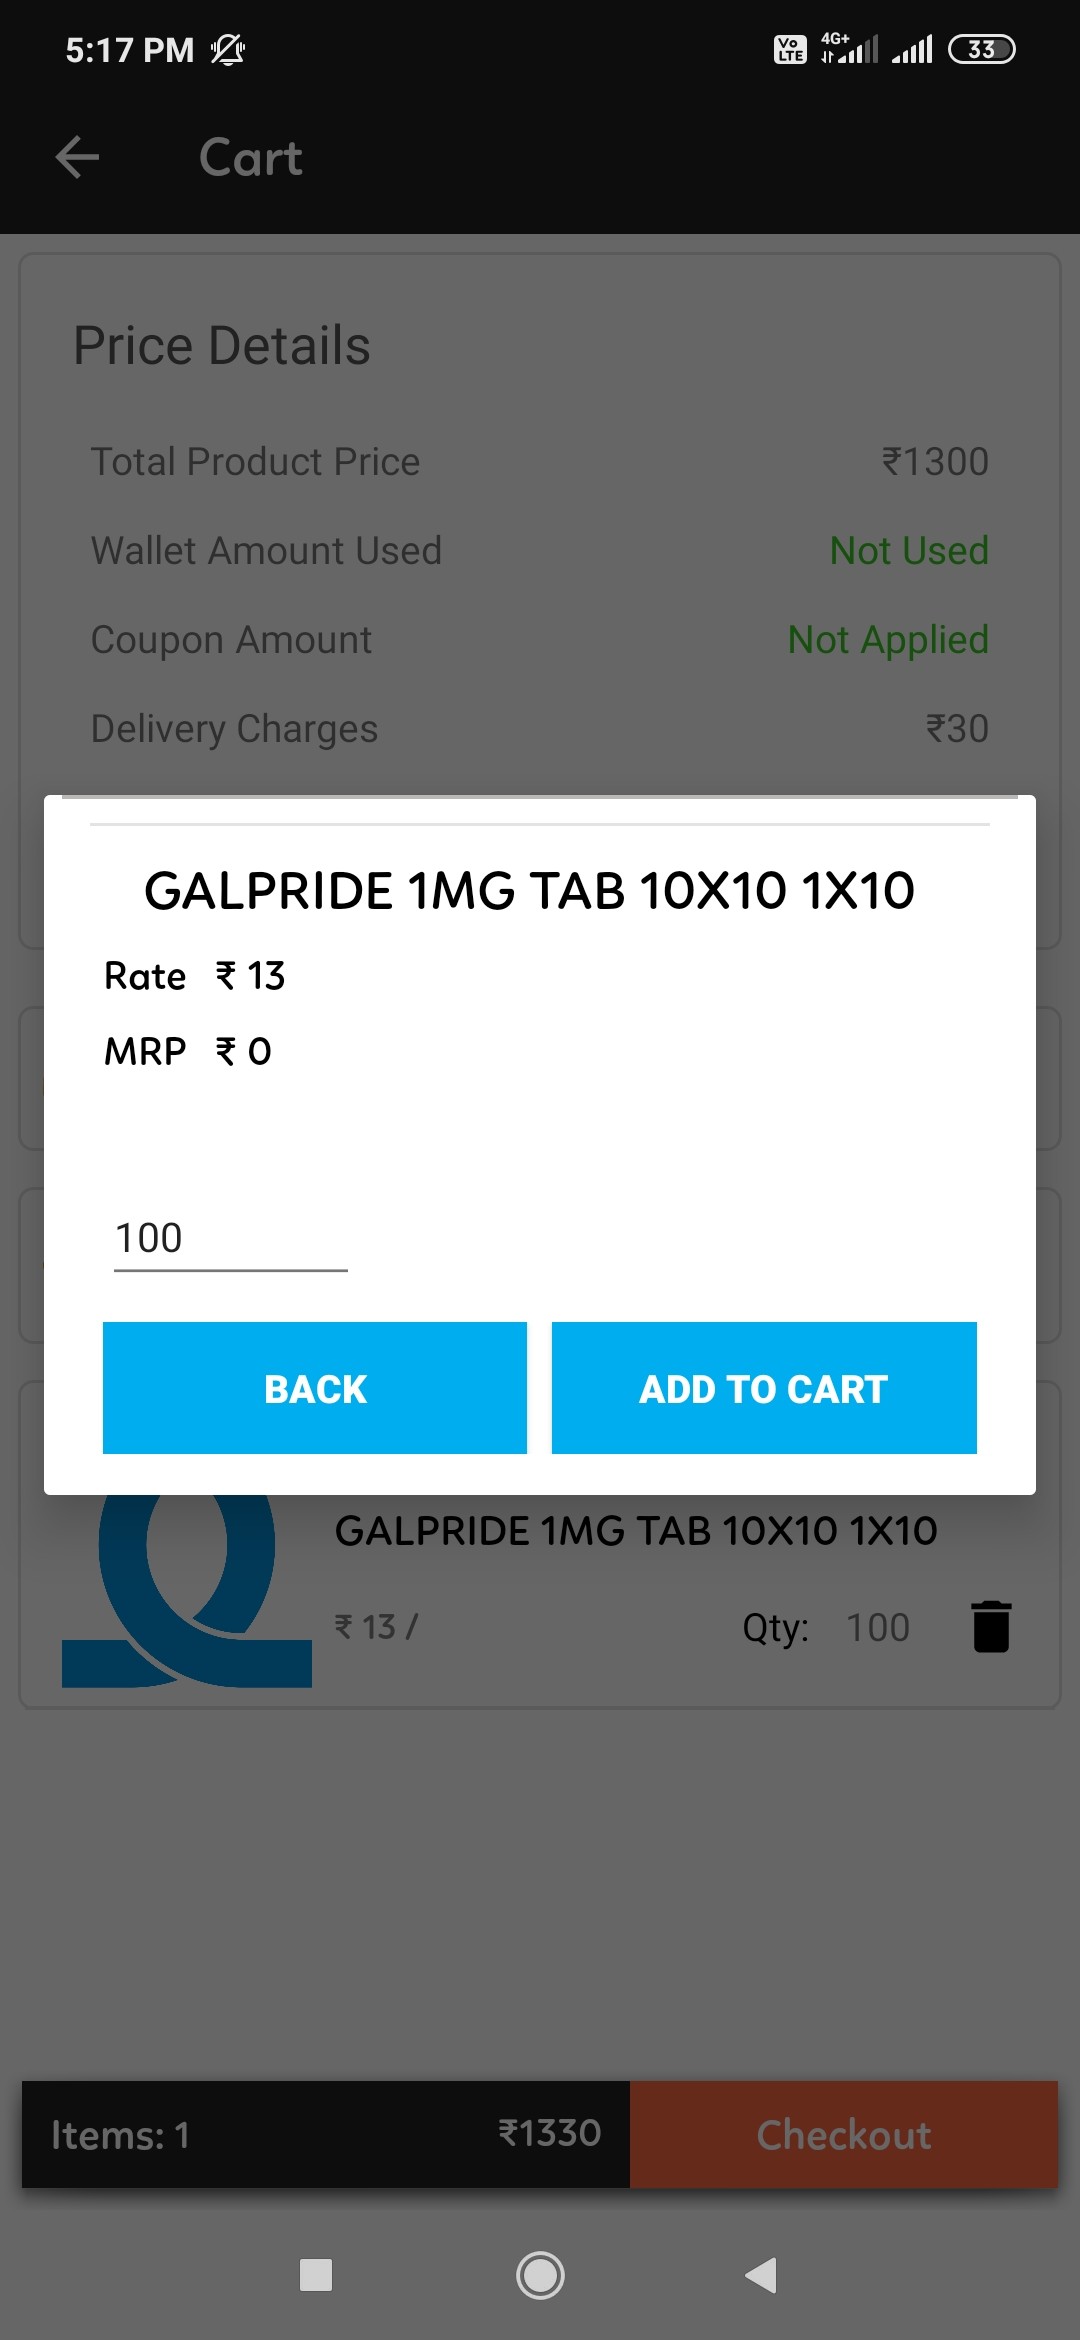 5:17 PM
Vo LTE 4G+ 33
Cart
Price Details
Total Product Price ₹1300
Wallet Amount Used Not Used
Coupon Amount Not Applied
Delivery Charges ₹30
GALPRIDE 1MG TAB 10X10 1X10
Rate ₹ 13
MRP ₹ 0
100
BACK ADD TO CART
GALPRIDE 1MG TAB 10X10 1X10
₹ 13 / Qty: 100
Items: 1 ₹1330 Checkout